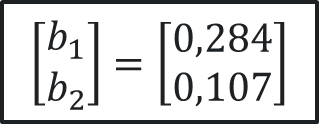 [b₁] = [0,284]
[b₂] [0,107]